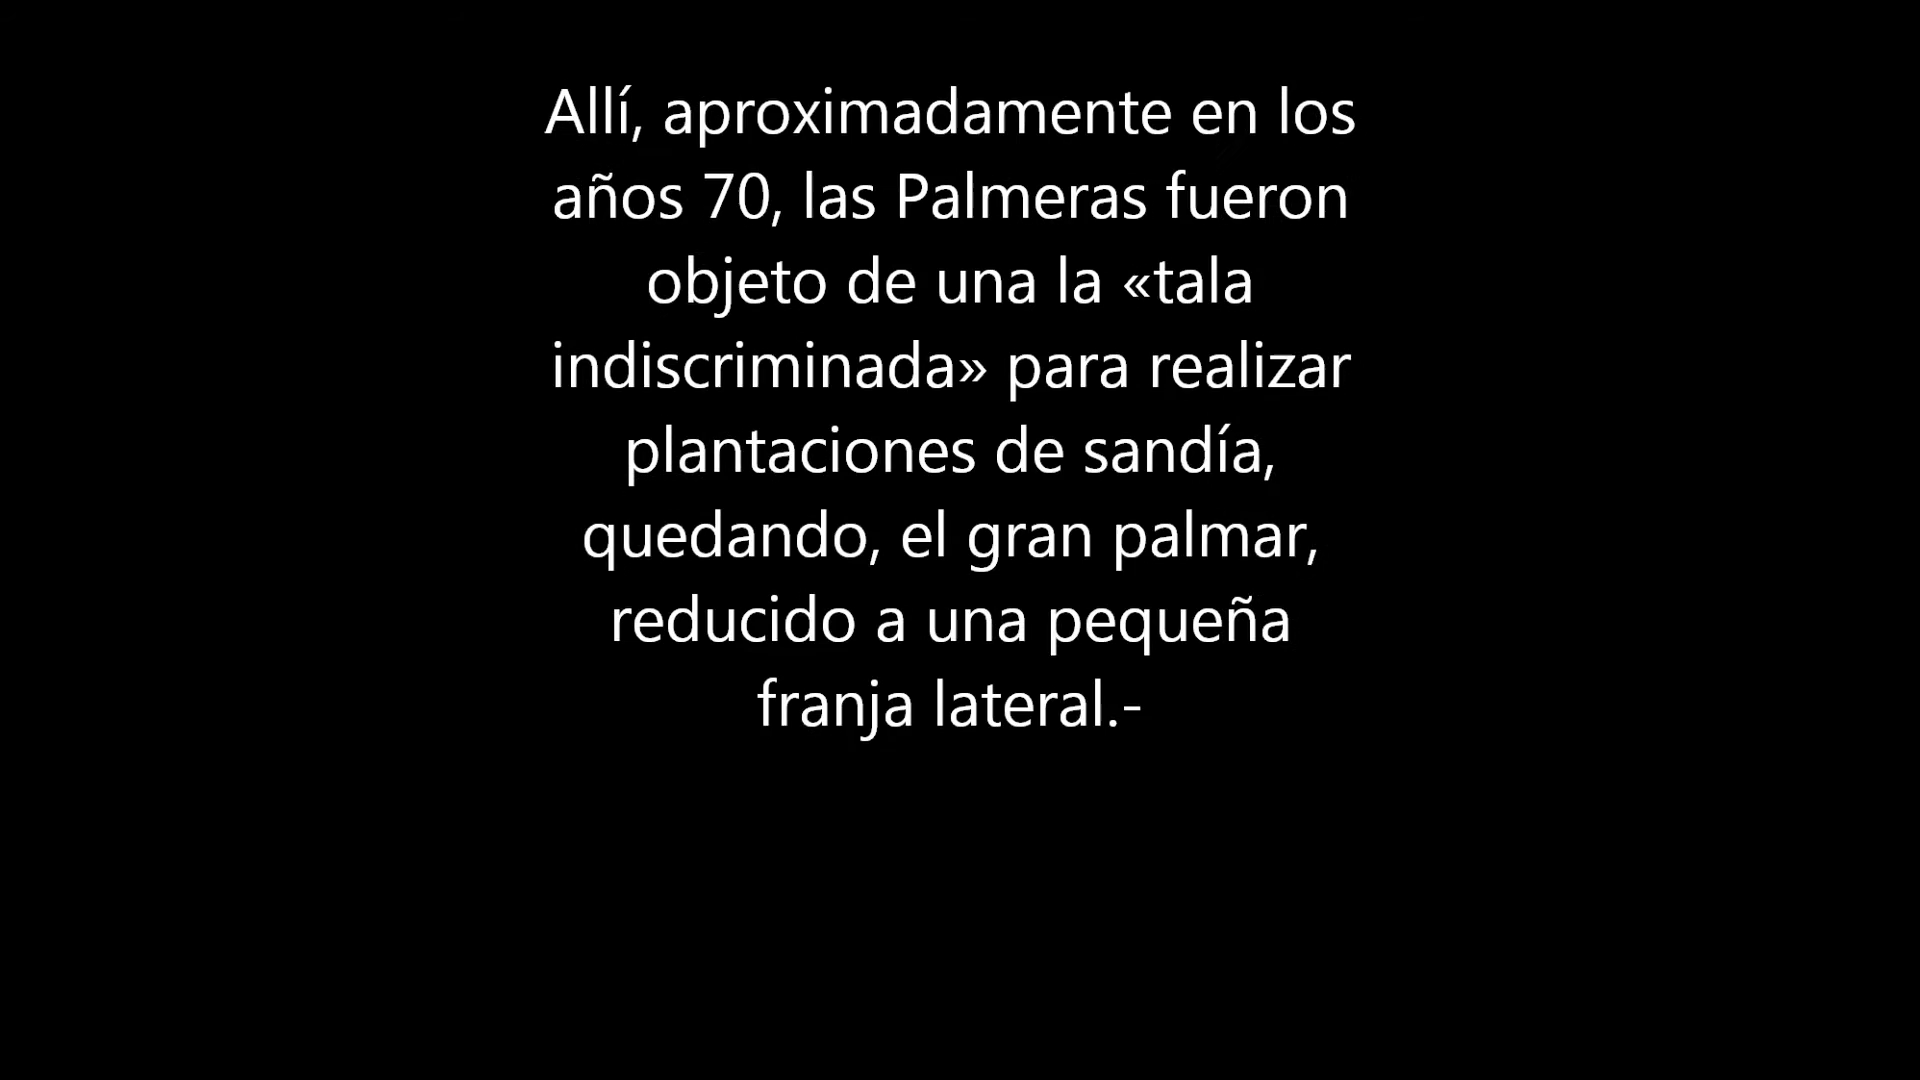 Allí, aproximadamente en los
años 70, las Palmeras fueron
objeto de una la «tala
indiscriminada» para realizar
plantaciones de sandía,
quedando, el gran palmar,
reducido a una pequeña
franja lateral.-